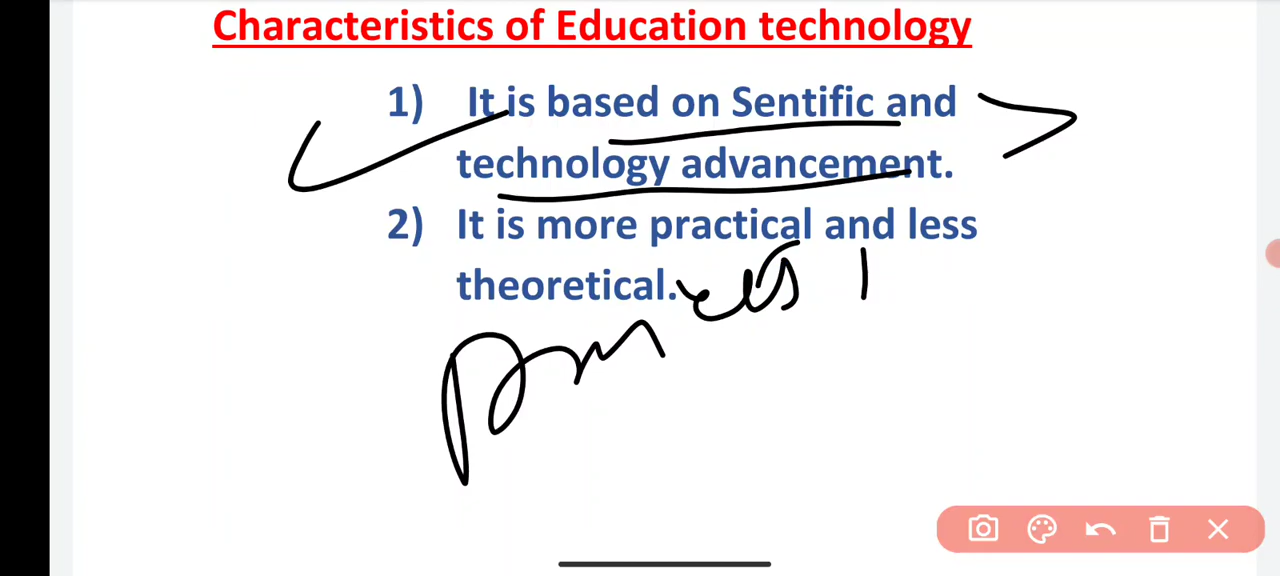 Characteristics of Education technology
1) It is based on Sentific and
technology advancement.
2) It is more practical and less
theoretical.